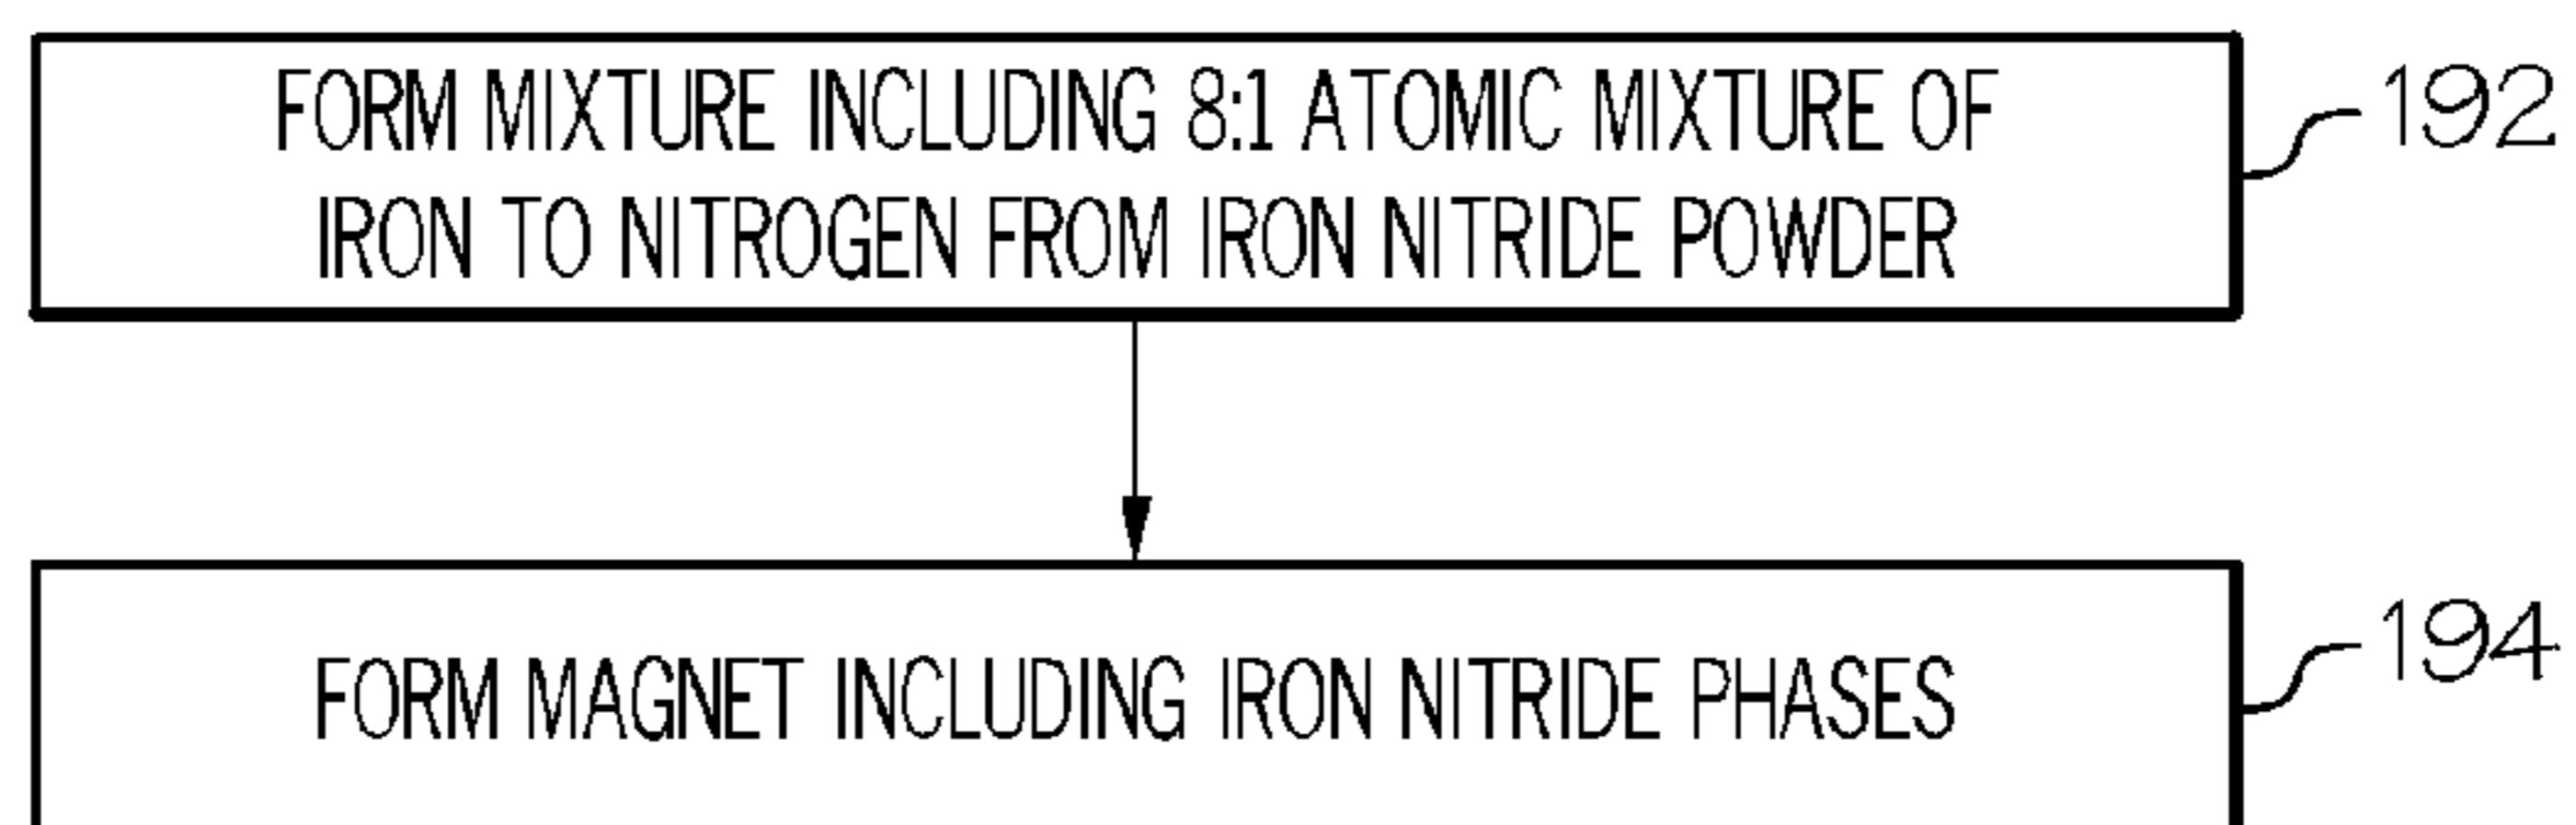 FORM MIXTURE INCLUDING 8:1 ATOMIC MIXTURE OF
IRON TO NITROGEN FROM IRON NITRIDE POWDER
192
FORM MAGNET INCLUDING IRON NITRIDE PHASES
194